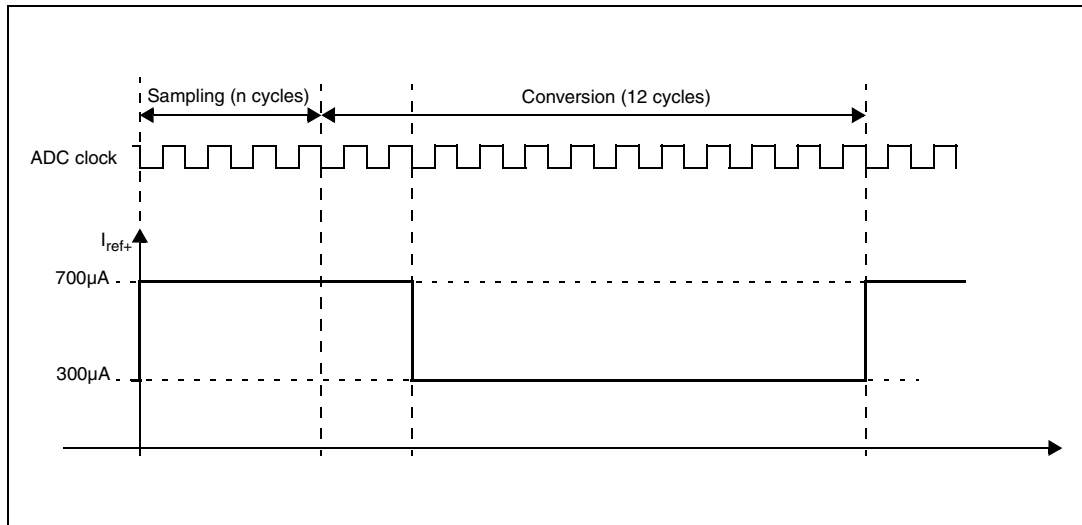 Sampling (n cycles)
Conversion (12 cycles)
ADC clock
Iref+
700µA
300µA